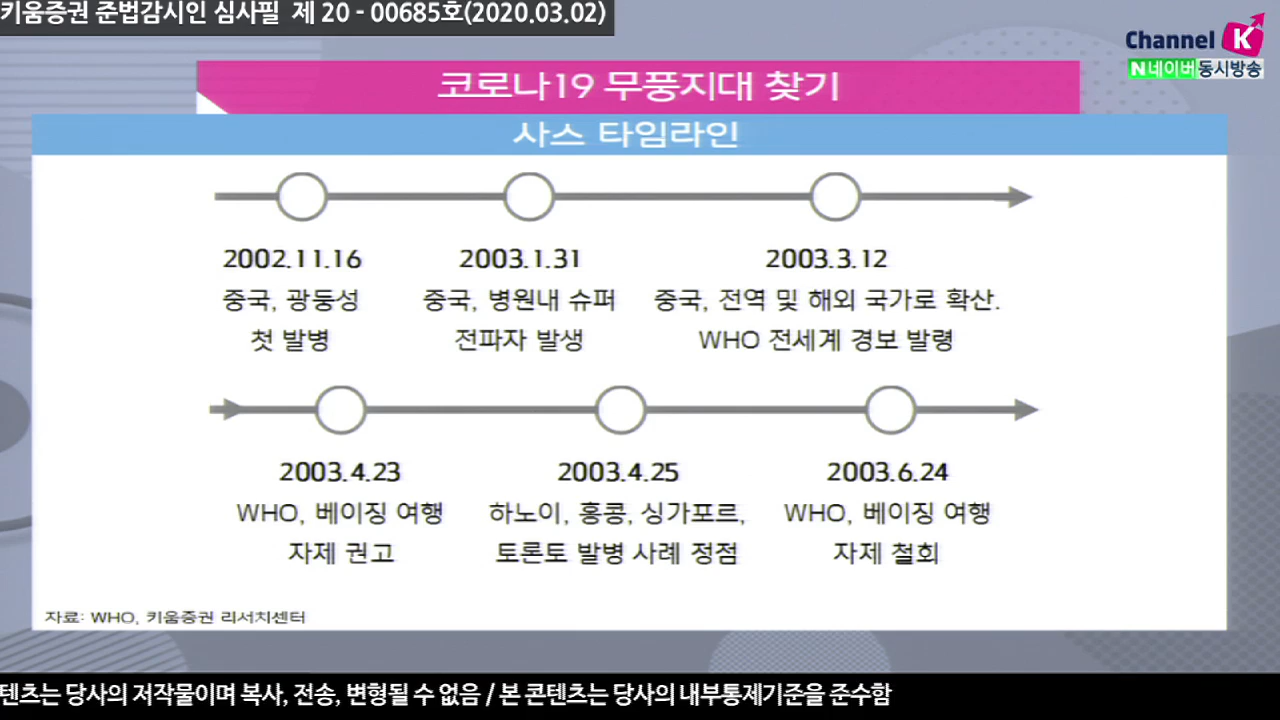 키움증권 준법감시인 심사필 제 20 - 00685호(2020.03.02)
Channel K
N 네이버 동시방송
코로나19 무풍지대 찾기
사스 타임라인
2002.11.16
중국, 광둥성
첫 발병
2003.1.31
중국, 병원내 슈퍼
전파자 발생
2003.3.12
중국, 전역 및 해외 국가로 확산.
WHO 전세계 경보 발령
2003.4.23
WHO, 베이징 여행
자제 권고
2003.4.25
하노이, 홍콩, 싱가포르,
토론토 발병 사례 정점
2003.6.24
WHO, 베이징 여행
자제 철회
자료: WHO, 키움증권 리서치센터
텐츠는 당사의 저작물이며 복사, 전송, 변형될 수 없음 / 본 콘텐츠는 당사의 내부통제기준을 준수함